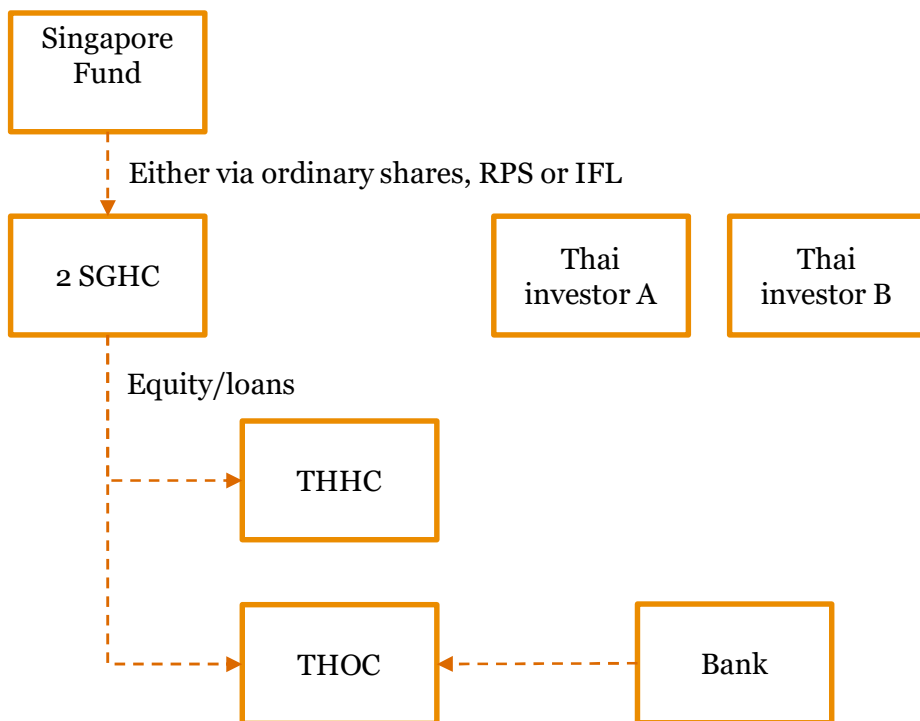 Singapore
Fund
Either via ordinary shares, RPS or IFL
2 SGHC
Thai
investor A
Thai
investor B
Equity/loans
THHC
THOC
Bank